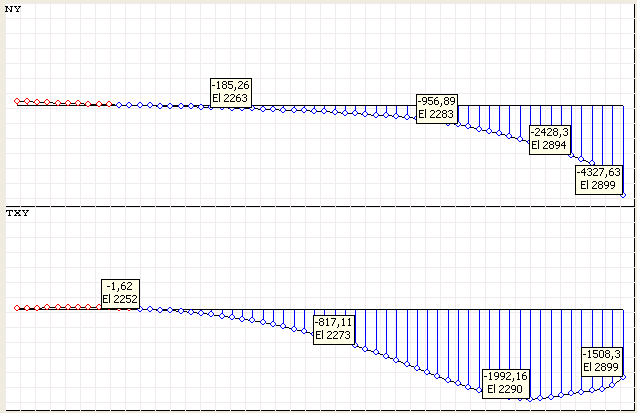 NY
-185,26
El 2263
-956,89
El 2283
-2428,3
El 2894
-4327,63
El 2899
TXY
-1,62
El 2252
-817,11
El 2273
-1992,16
El 2290
-1508,3
El 2899